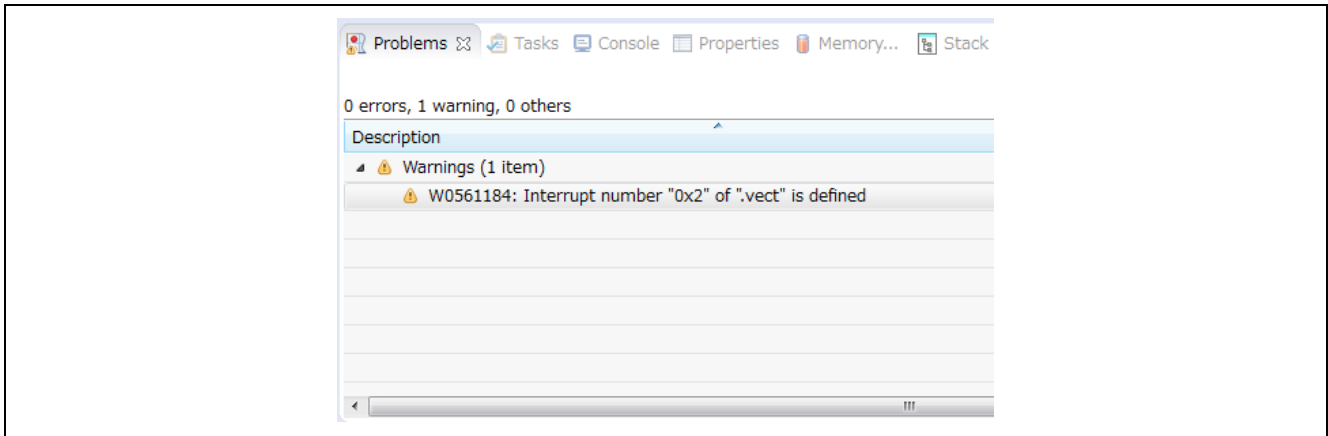 Problems Tasks Console Properties Memory... Stack
0 errors, 1 warning, 0 others
Description
Warnings (1 item)
W0561184: Interrupt number "0x2" of ".vect" is defined